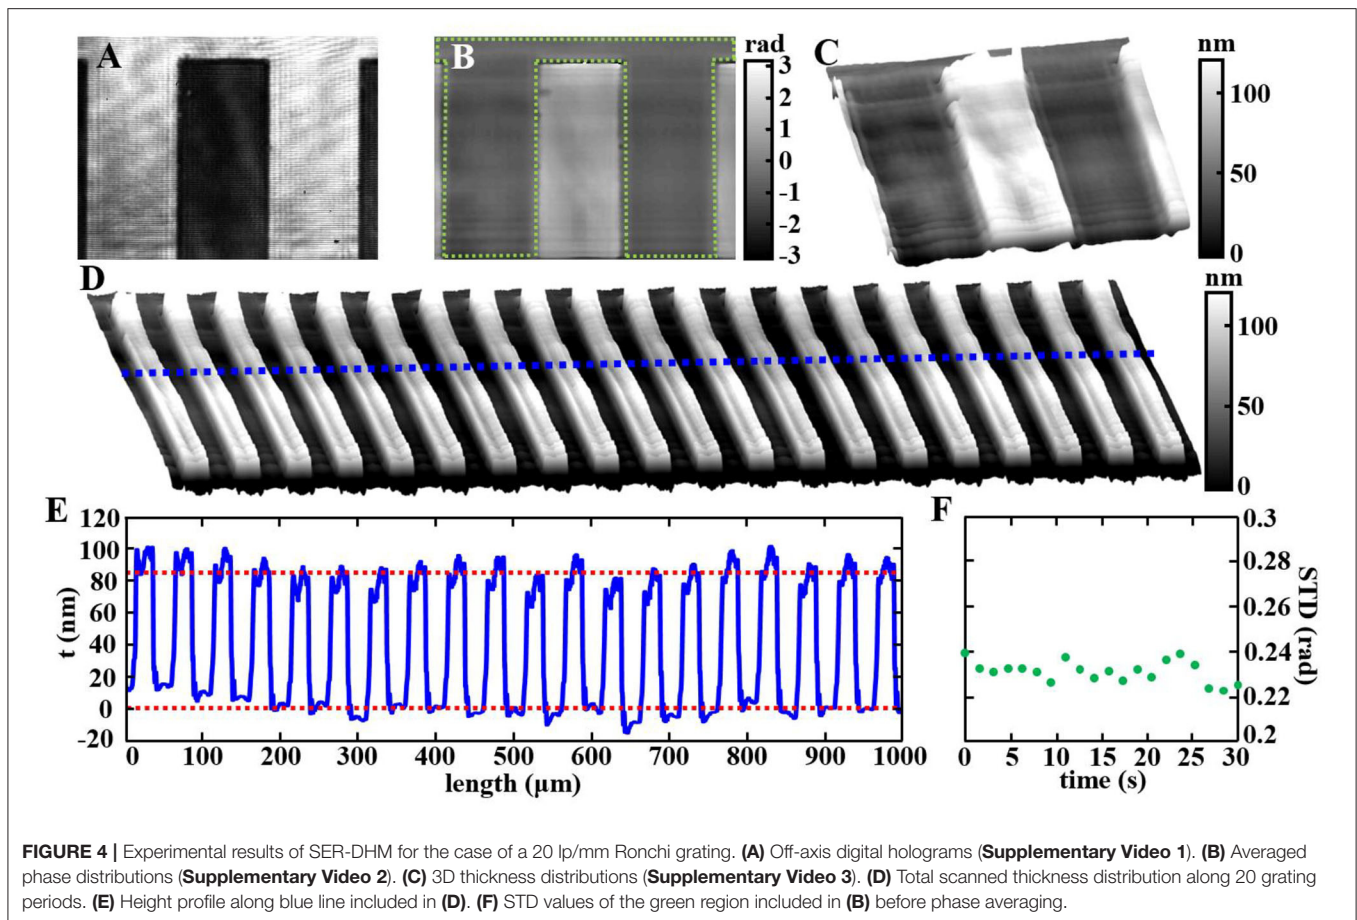 A
B
rad
3
2
1
0
-1
-2
-3
C
nm
100
50
0
D
nm
100
50
0
E
120
100
80
60
40
20
0
-20
t (nm)
0 100 200 300 400 500 600 700 800 900 1000
length (µm)
F
0.3
0.28
0.26
0.24
0.22
0.2
STD (rad)
0 5 10 15 20 25 30
time (s)
FIGURE 4 | Experimental results of SER-DHM for the case of a 20 lp/mm Ronchi grating. (A) Off-axis digital holograms (Supplementary Video 1). (B) Averaged
phase distributions (Supplementary Video 2). (C) 3D thickness distributions (Supplementary Video 3). (D) Total scanned thickness distribution along 20 grating
periods. (E) Height profile along blue line included in (D). (F) STD values of the green region included in (B) before phase averaging.